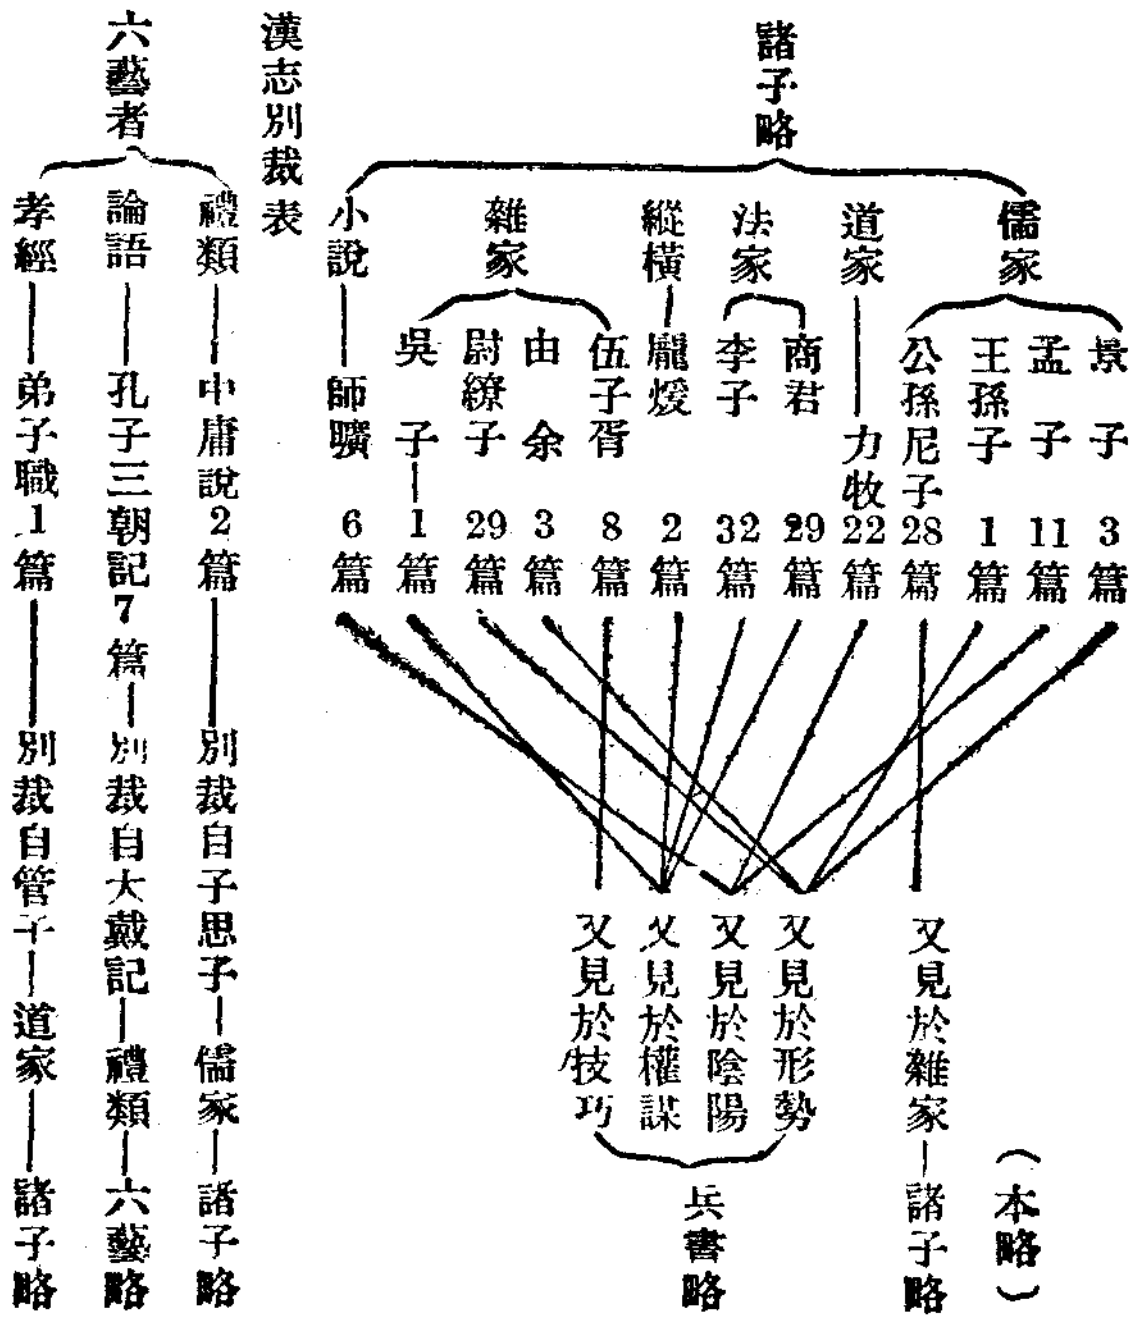 諸子略
儒家
景子3篇
孟子11篇
王孫子1篇
公孫尼子28篇
道家
力牧22篇
法家
商君29篇
李子32篇
縱橫
龐煖2篇
雜家
伍子胥8篇
由余3篇
尉繚子29篇
吳子1篇
小說
師曠6篇
(本略)
又見於雜家
諸子略
又見於形勢
又見於陰陽
又見於權謀
又見於技巧
兵書略
漢志別裁表
六藝者
禮類
中庸說2篇
別裁自子思子
儒家
諸子略
論語
孔子三朝記7篇
別裁自大戴記
禮類
六藝略
孝經
弟子職1篇
別裁自管子
道家
諸子略